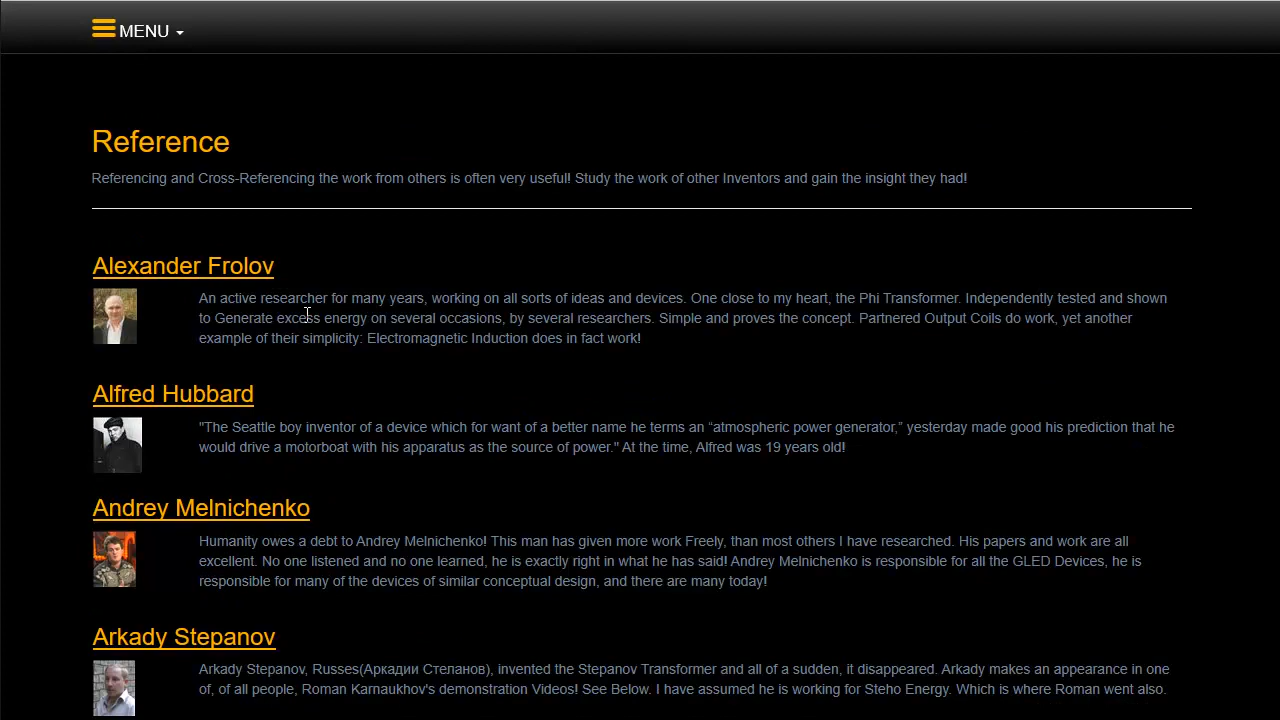 MENU
Reference
Referencing and Cross-Referencing the work from others is often very useful! Study the work of other Inventors and gain the insight they had!
Alexander Frolov
An active researcher for many years, working on all sorts of ideas and devices. One close to my heart, the Phi Transformer. Independently tested and shown
to Generate excess energy on several occasions, by several researchers. Simple and proves the concept. Partnered Output Coils do work, yet another
example of their simplicity: Electromagnetic Induction does in fact work!
Alfred Hubbard
"The Seattle boy inventor of a device which for want of a better name he terms an “atmospheric power generator,” yesterday made good his prediction that he
would drive a motorboat with his apparatus as the source of power." At the time, Alfred was 19 years old!
Andrey Melnichenko
Humanity owes a debt to Andrey Melnichenko! This man has given more work Freely, than most others I have researched. His papers and work are all
excellent. No one listened and no one learned, he is exactly right in what he has said! Andrey Melnichenko is responsible for all the GLED Devices, he is
responsible for many of the devices of similar conceptual design, and there are many today!
Arkady Stepanov
Arkady Stepanov, Russes(Аркадии Степанов), invented the Stepanov Transformer and all of a sudden, it disappeared. Arkady makes an appearance in one
of, of all people, Roman Karnaukhov's demonstration Videos! See Below. I have assumed he is working for Steho Energy. Which is where Roman went also.